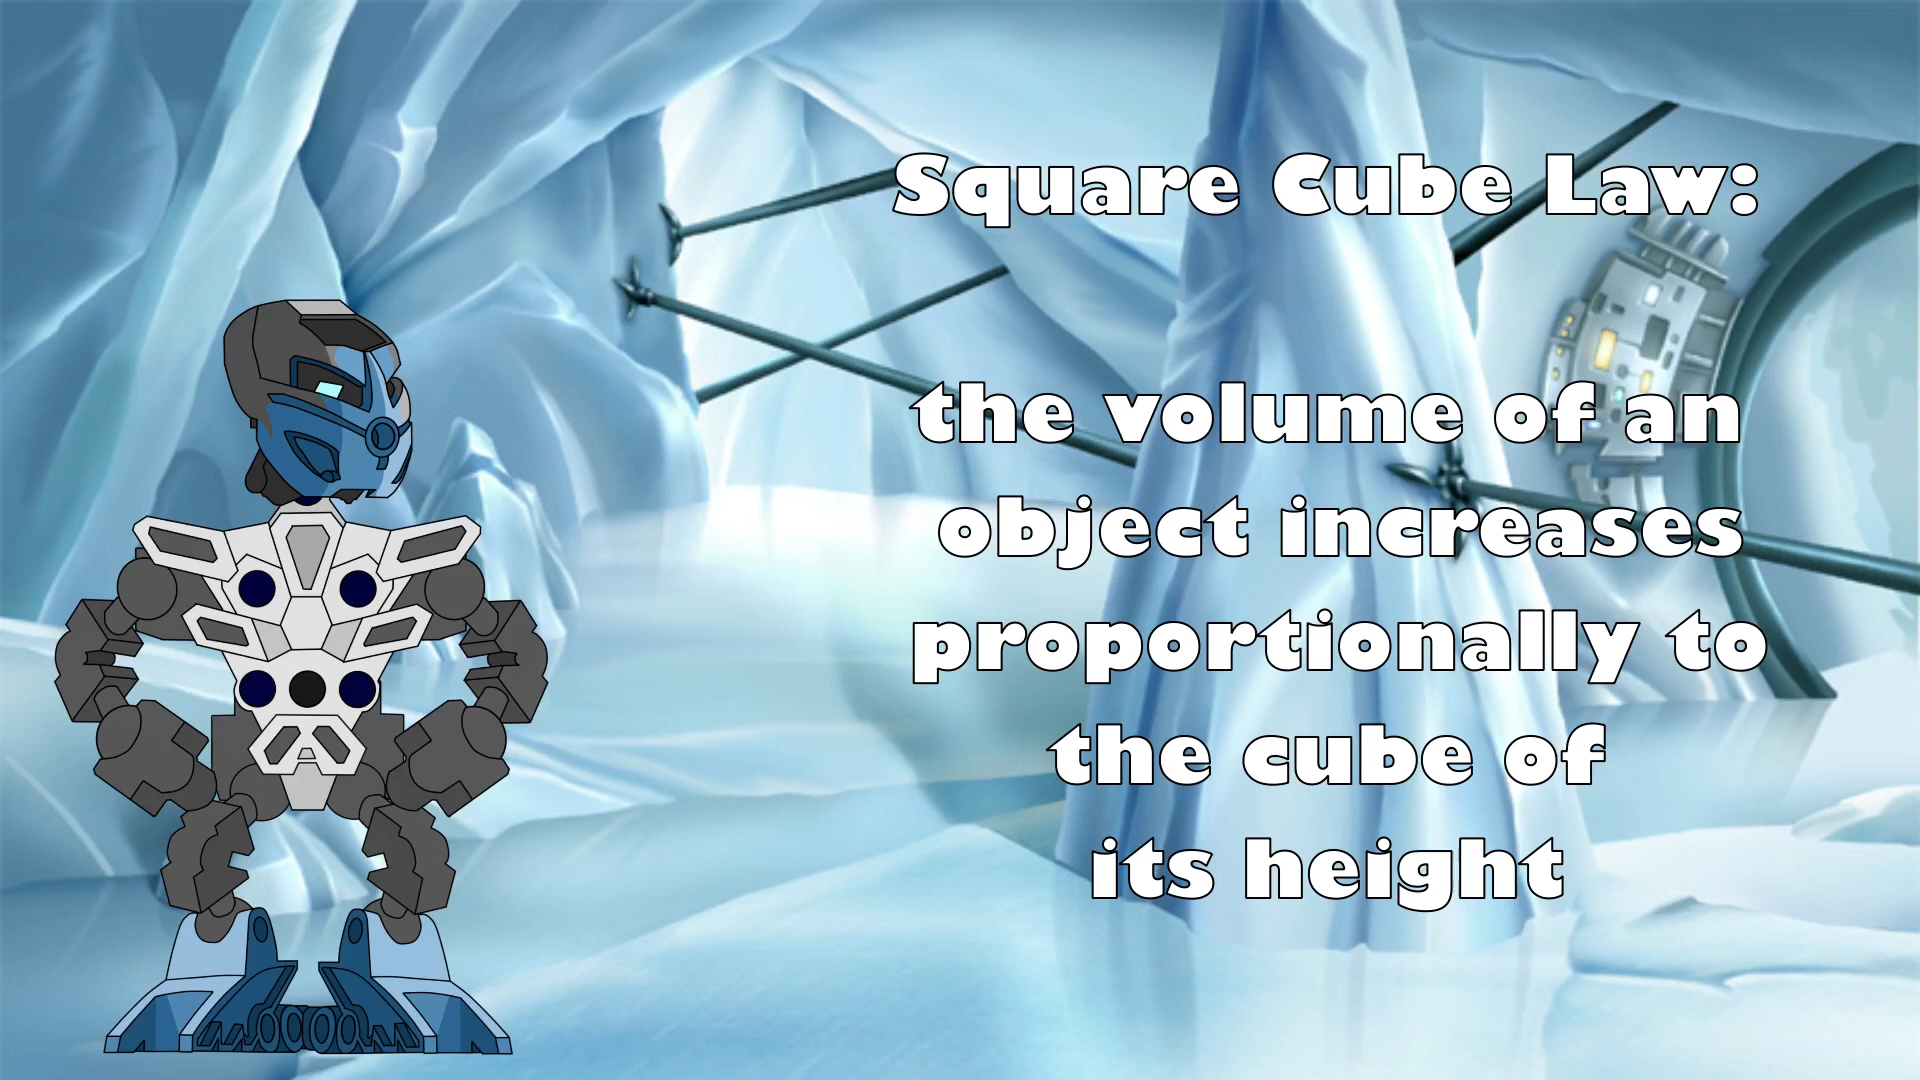 Square Cube Law:
the volume of an
object increases
proportionally to
the cube of
its height